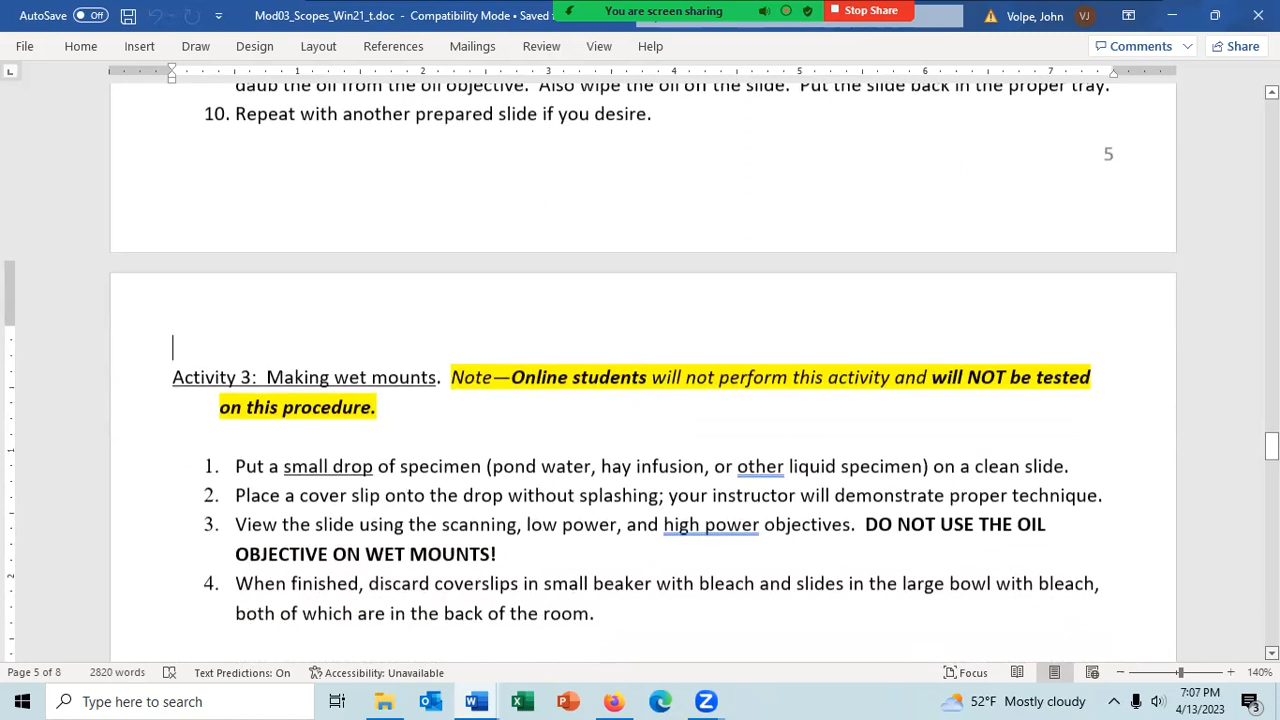 AutoSave Off Mod03_Scopes_Win21_.doc - Compatibility Mode • Saved You are screen sharing Stop Share Volpe, John VJ
File Home Insert Draw Design Layout References Mailings Review View Help Comments Share
1 2 3 4 5 6 7
daub the oil from the oil objective. Also wipe the oil off the slide. Put the slide back in the proper tray.
10. Repeat with another prepared slide if you desire.
5
Activity 3: Making wet mounts. Note—Online students will not perform this activity and will NOT be tested
on this procedure.
1. Put a small drop of specimen (pond water, hay infusion, or other liquid specimen) on a clean slide.
2. Place a cover slip onto the drop without splashing; your instructor will demonstrate proper technique.
3. View the slide using the scanning, low power, and high power objectives. DO NOT USE THE OIL
OBJECTIVE ON WET MOUNTS!
4. When finished, discard coverslips in small beaker with bleach and slides in the large bowl with bleach,
both of which are in the back of the room.
Page 5 of 8 2820 words Text Predictions: On Accessibility: Unavailable Focus 140%
Type here to search 52°F Mostly cloudy 7:07 PM
4/13/2023 3